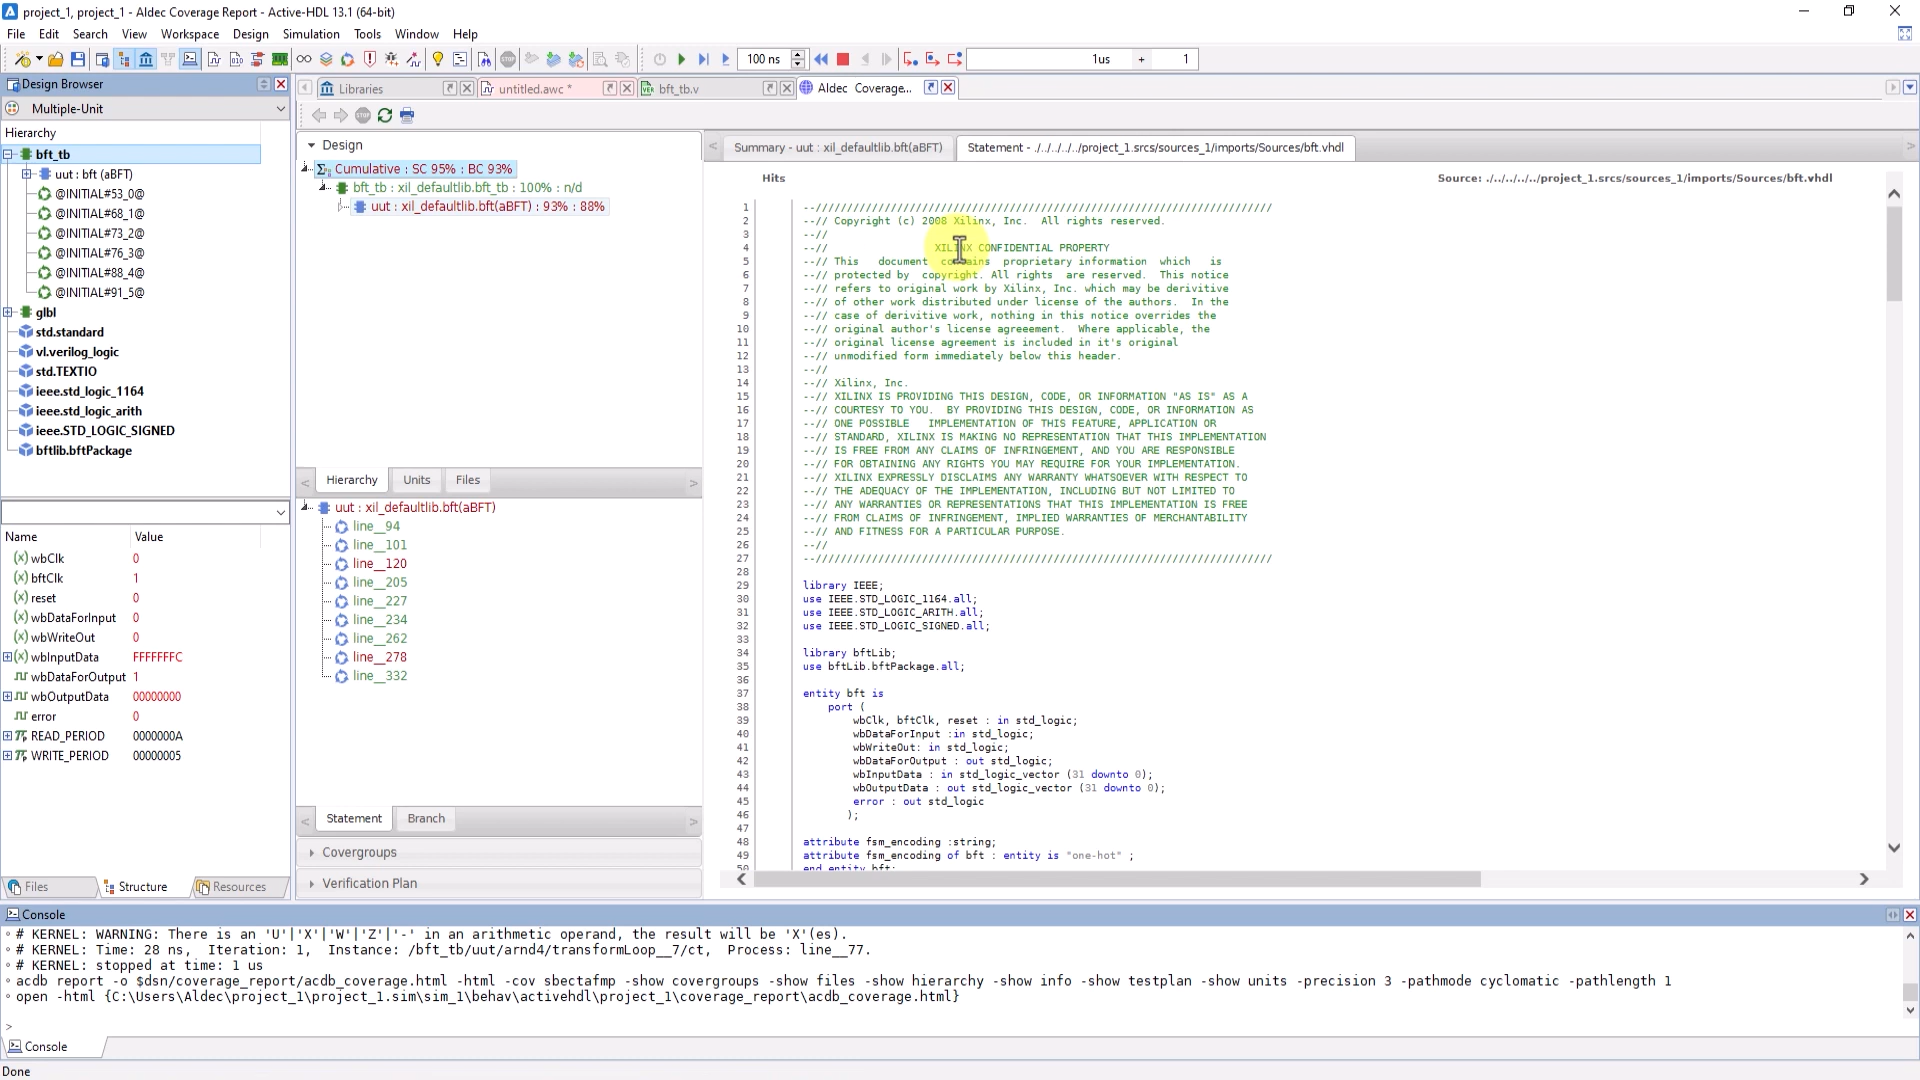 project_1, project_1 - Aldec Coverage Report - Active-HDL 13.1 (64-bit)
File Edit Search View Workspace Design Simulation Tools Window Help
100 ns
1us + 1
Design Browser
Multiple-Unit
Hierarchy
bft_tb
uut : bft (aBFT)
@INITIAL#53_0@
@INITIAL#68_1@
@INITIAL#73_2@
@INITIAL#76_3@
@INITIAL#88_4@
@INITIAL#91_5@
glbl
std.standard
vl.verilog_logic
std.TEXTIO
ieee.std_logic_1164
ieee.std_logic_arith
ieee.STD_LOGIC_SIGNED
bftlib.bftPackage
Name Value
wbClk 0
bftClk 1
reset 0
wbDataForInput 0
wbWriteOut 0
wbInputData FFFFFFFC
wbDataForOutput 1
wbOutputData 00000000
error 0
READ_PERIOD 0000000A
WRITE_PERIOD 00000005
Files Structure Resources
Libraries untitled.awc * bft_tb.v Aldec Coverage...
Design
Cumulative : SC 95% : BC 93%
bft_tb : xil_defaultlib.bft_tb : 100% : n/d
uut : xil_defaultlib.bft(aBFT) : 93% : 88%
Hierarchy Units Files
uut : xil_defaultlib.bft(aBFT)
line__94
line__101
line__120
line__205
line__227
line__234
line__262
line__278
line__332
Statement Branch
Covergroups
Verification Plan
Summary - uut : xil_defaultlib.bft(aBFT) Statement - ./../../../../project_1.srcs/sources_1/imports/Sources/bft.vhdl
Hits Source: ./../../../../project_1.srcs/sources_1/imports/Sources/bft.vhdl
1 --///////////////////////////////////////////////////////////////////////
2 --// Copyright (c) 2008 Xilinx, Inc. All rights reserved.
3 --//
4 --// XILINX CONFIDENTIAL PROPERTY
5 --// This document contains proprietary information which is
6 --// protected by copyright. All rights are reserved. This notice
7 --// refers to original work by Xilinx, Inc. which may be derivitive
8 --// of other work distributed under license of the authors. In the
9 --// case of derivitive work, nothing in this notice overrides the
10 --// original author's license agreeement. Where applicable, the
11 --// original license agreement is included in it's original
12 --// unmodified form immediately below this header.
13 --//
14 --// Xilinx, Inc.
15 --// XILINX IS PROVIDING THIS DESIGN, CODE, OR INFORMATION "AS IS" AS A
16 --// COURTESY TO YOU. BY PROVIDING THIS DESIGN, CODE, OR INFORMATION AS
17 --// ONE POSSIBLE IMPLEMENTATION OF THIS FEATURE, APPLICATION OR
18 --// STANDARD, XILINX IS MAKING NO REPRESENTATION THAT THIS IMPLEMENTATION
19 --// IS FREE FROM ANY CLAIMS OF INFRINGEMENT, AND YOU ARE RESPONSIBLE
20 --// FOR OBTAINING ANY RIGHTS YOU MAY REQUIRE FOR YOUR IMPLEMENTATION.
21 --// XILINX EXPRESSLY DISCLAIMS ANY WARRANTY WHATSOEVER WITH RESPECT TO
22 --// THE ADEQUACY OF THE IMPLEMENTATION, INCLUDING BUT NOT LIMITED TO
23 --// ANY WARRANTIES OR REPRESENTATIONS THAT THIS IMPLEMENTATION IS FREE
24 --// FROM CLAIMS OF INFRINGEMENT, IMPLIED WARRANTIES OF MERCHANTABILITY
25 --// AND FITNESS FOR A PARTICULAR PURPOSE.
26 --//
27 --///////////////////////////////////////////////////////////////////////
28
29 library IEEE;
30 use IEEE.STD_LOGIC_1164.all;
31 use IEEE.STD_LOGIC_ARITH.all;
32 use IEEE.STD_LOGIC_SIGNED.all;
33
34 library bftLib;
35 use bftLib.bftPackage.all;
36
37 entity bft is
38 port (
39 wbClk, bftClk, reset : in std_logic;
40 wbDataForInput :in std_logic;
41 wbWriteOut: in std_logic;
42 wbDataForOutput : out std_logic;
43 wbInputData : in std_logic_vector (31 downto 0);
44 wbOutputData : out std_logic_vector (31 downto 0);
45 error : out std_logic
46 );
47
48 attribute fsm_encoding :string;
49 attribute fsm_encoding of bft : entity is "one-hot" ;
50 end entity bft;
Console
# KERNEL: WARNING: There is an 'U'|'X'|'W'|'Z'|'-' in an arithmetic operand, the result will be 'X'(es).
# KERNEL: Time: 28 ns, Iteration: 1, Instance: /bft_tb/uut/arnd4/transformLoop__7/ct, Process: line__77.
# KERNEL: stopped at time: 1 us
acdb report -o $dsn/coverage_report/acdb_coverage.html -html -cov sbectafmp -show covergroups -show files -show hierarchy -show info -show testplan -show units -precision 3 -pathmode cyclomatic -pathlength 1
open -html {C:\Users\Aldec\project_1\project_1.sim\sim_1\behav\activehdl\project_1\coverage_report\acdb_coverage.html}
>
Console
Done